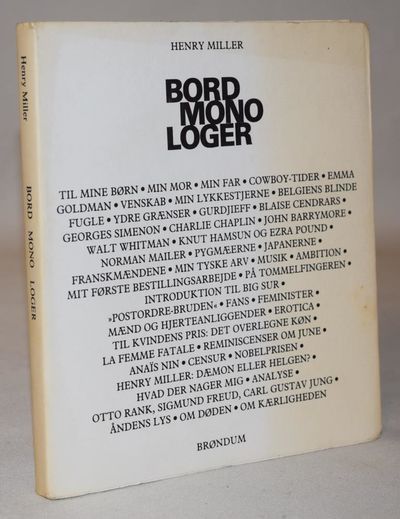 HENRY MILLER
BORD
MONO
LOGER
TIL MINE BØRN • MIN MOR • MIN FAR • COWBOY-TIDER • EMMA
GOLDMAN • VENSKAB • MIN LYKKESTJERNE • BELGIENS BLINDE
FUGLE • YDRE GRÆNSER • GURDJIEFF • BLAISE CENDRARS •
GEORGES SIMENON • CHARLIE CHAPLIN • JOHN BARRYMORE •
WALT WHITMAN • KNUT HAMSUN OG EZRA POUND •
NORMAN MAILER • PYGMÆERNE • JAPANERNE •
FRANSKMÆNDENE • MIN TYSKE ARV • MUSIK • AMBITION •
MIT FØRSTE BESTILLINGSARBEJDE • PÅ TOMMELFINGEREN •
INTRODUKTION TIL BIG SUR •
»POSTORDRE-BRUDEN« • FANS • FEMINISTER •
MÆND OG HJERTEANLIGGENDER • EROTICA •
TIL KVINDENS PRIS: DET OVERLEGNE KØN •
LA FEMME FATALE • REMINISCENSER OM JUNE •
ANAÏS NIN • CENSUR • NOBELPRISEN •
HENRY MILLER: DÆMON ELLER HELGEN? •
HVAD DER NAGER MIG • ANALYSE •
OTTO RANK, SIGMUND FREUD, CARL GUSTAV JUNG •
ÅNDENS LYS • OM DØDEN • OM KÆRLIGHEDEN
BRØNDUM
Henry Miller
BORD MONO LOGER